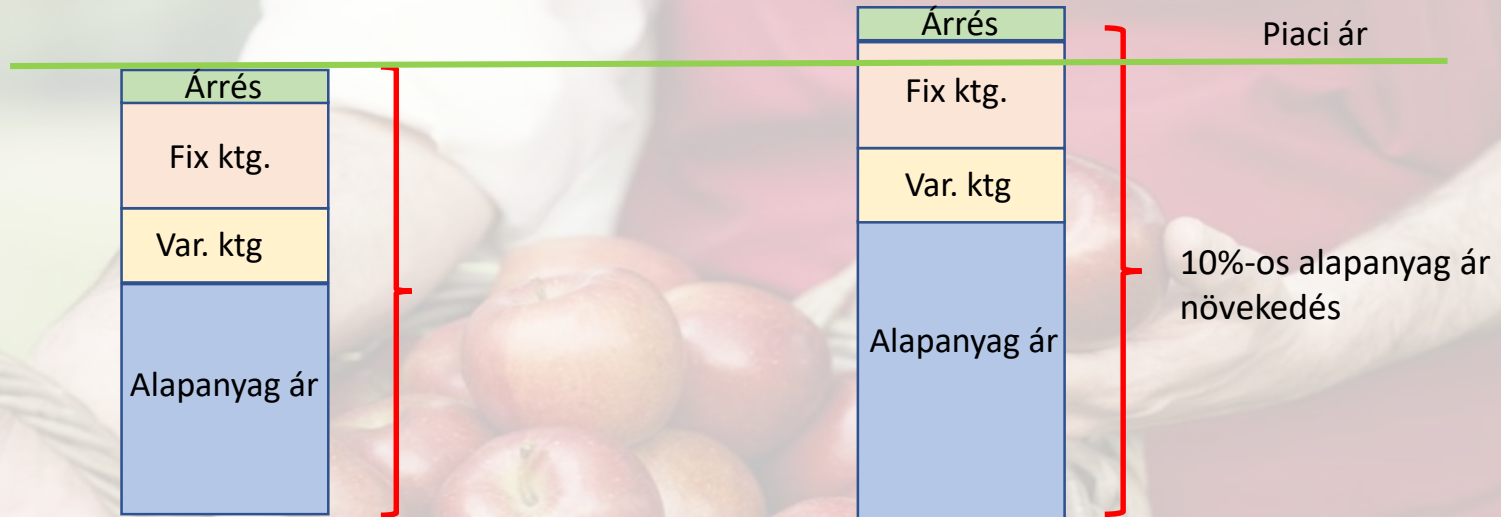 Árrés
Fix ktg.
Var. ktg
Alapanyag ár
Árrés
Fix ktg.
Var. ktg
Alapanyag ár
Piaci ár
10%-os alapanyag ár
növekedés